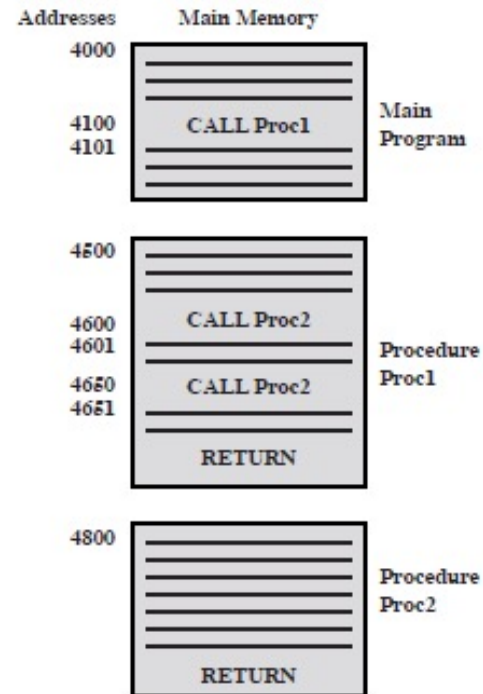 Addresses Main Memory
4000
4100 CALL Proc1
4101
Main
Program
4500
4600 CALL Proc2
4601
Procedure
Proc1
4650 CALL Proc2
4651
RETURN
4800
Procedure
Proc2
RETURN